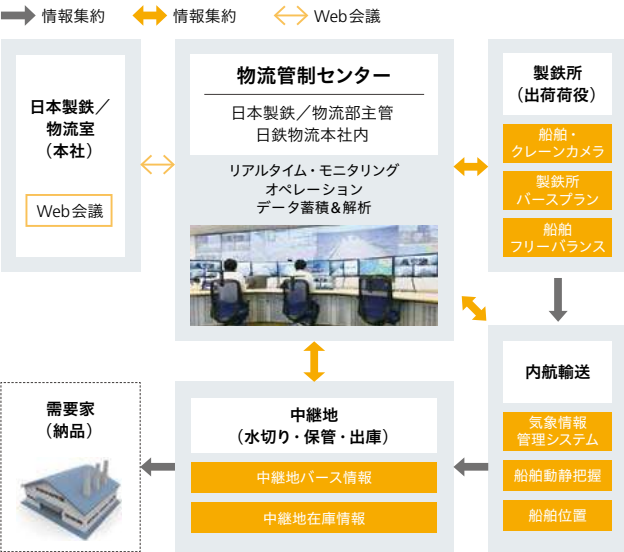 情報集約
情報集約
Web会議
日本製鉄／
物流室
（本社）
Web会議
物流管制センター
日本製鉄／物流部主管
日鉄物流本社内
リアルタイム・モニタリング
オペレーション
データ蓄積&解析
製鉄所
（出荷荷役）
船舶・
クレーンカメラ
製鉄所
バースプラン
船舶
フリーバランス
内航輸送
気象情報
管理システム
船舶動静把握
船舶位置
中継地
（水切り・保管・出庫）
中継地バース情報
中継地在庫情報
需要家
（納品）